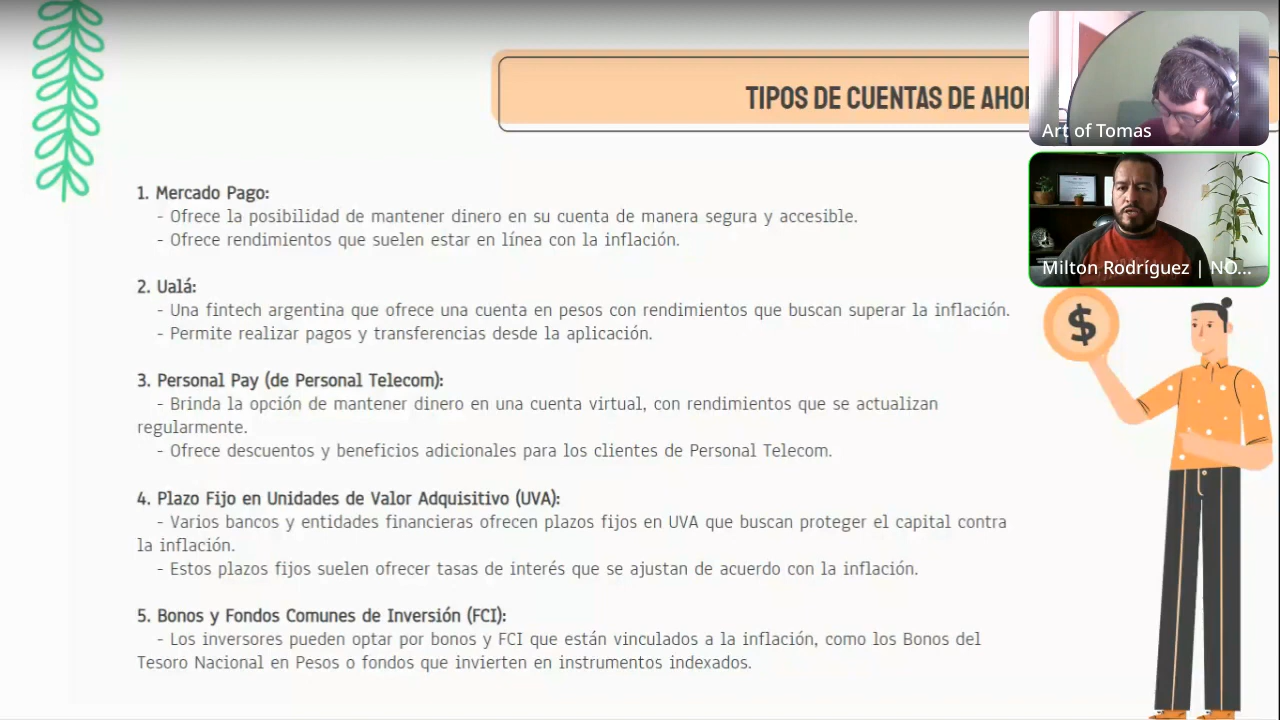 TIPOS DE CUENTAS DE AHO
Art of Tomas
Milton Rodríguez | NO...
1. Mercado Pago:
- Ofrece la posibilidad de mantener dinero en su cuenta de manera segura y accesible.
- Ofrece rendimientos que suelen estar en línea con la inflación.
2. Ualá:
- Una fintech argentina que ofrece una cuenta en pesos con rendimientos que buscan superar la inflación.
- Permite realizar pagos y transferencias desde la aplicación.
$
3. Personal Pay (de Personal Telecom):
- Brinda la opción de mantener dinero en una cuenta virtual, con rendimientos que se actualizan
regularmente.
- Ofrece descuentos y beneficios adicionales para los clientes de Personal Telecom.
4. Plazo Fijo en Unidades de Valor Adquisitivo (UVA):
- Varios bancos y entidades financieras ofrecen plazos fijos en UVA que buscan proteger el capital contra
la inflación.
- Estos plazos fijos suelen ofrecer tasas de interés que se ajustan de acuerdo con la inflación.
5. Bonos y Fondos Comunes de Inversión (FCI):
- Los inversores pueden optar por bonos y FCI que están vinculados a la inflación, como los Bonos del
Tesoro Nacional en Pesos o fondos que invierten en instrumentos indexados.